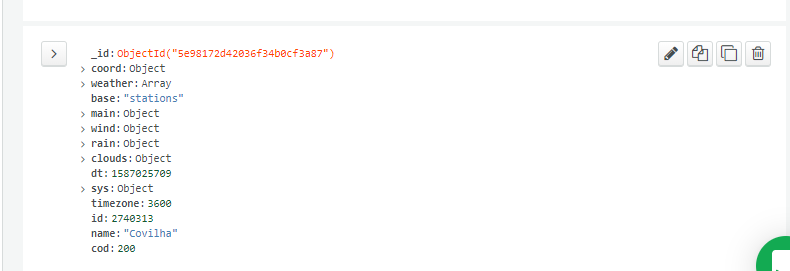 _id: ObjectId("5e98172d42036f34b0cf3a87")
coord: Object
weather: Array
base: "stations"
main: Object
wind: Object
rain: Object
clouds: Object
dt: 1587025709
sys: Object
timezone: 3600
id: 2740313
name: "Covilha"
cod: 200